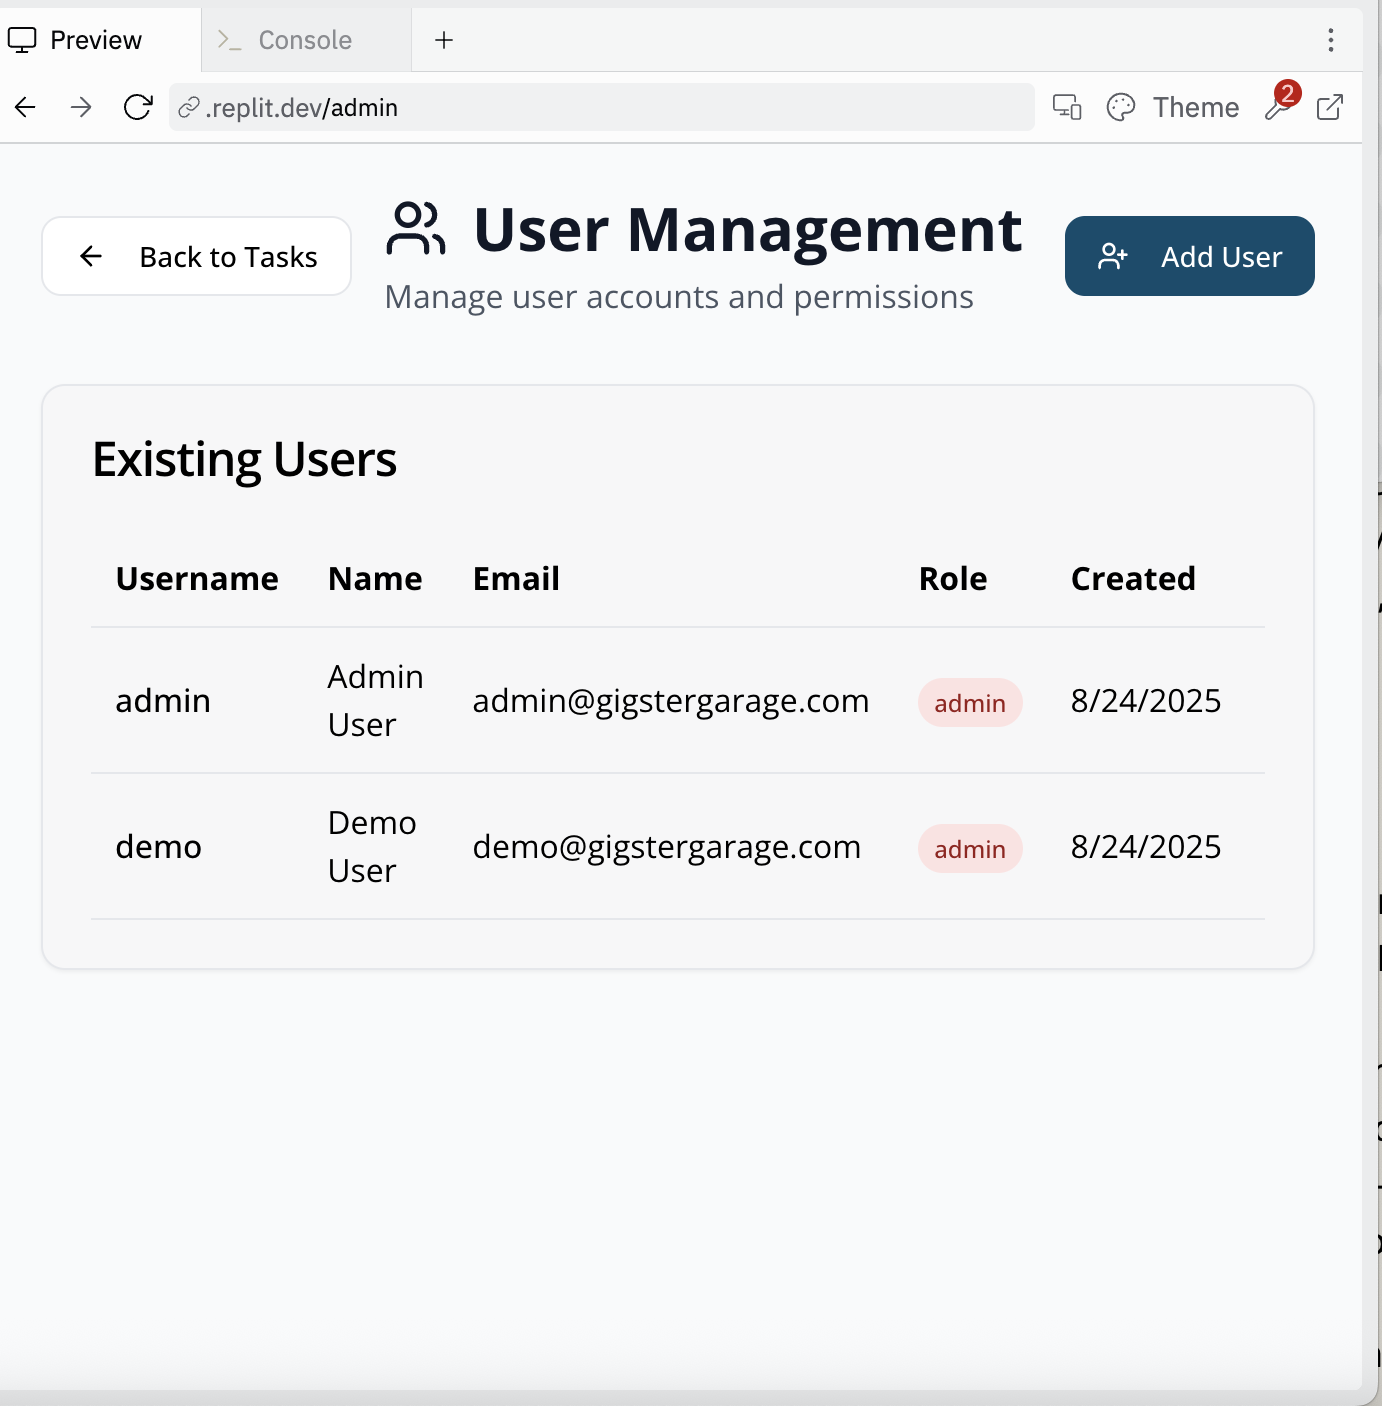 Preview
Console
.replit.dev/admin
Theme
2
Back to Tasks
User Management
Manage user accounts and permissions
Add User
Existing Users
Username Name Email Role Created
admin Admin User admin@gigstergarage.com admin 8/24/2025
demo Demo User demo@gigstergarage.com admin 8/24/2025